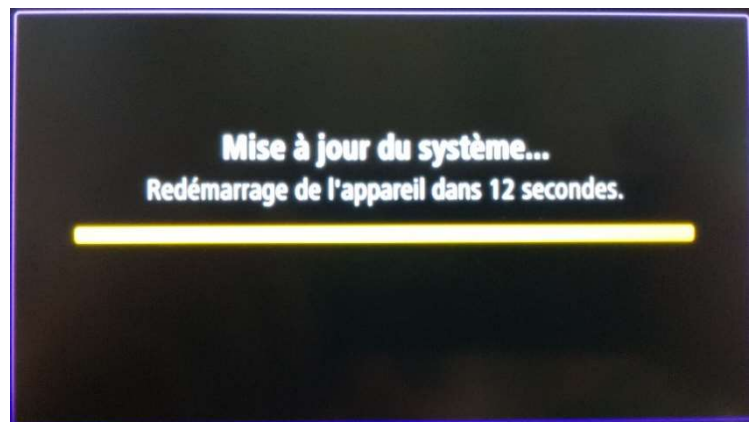 Mise à jour du système...
Redémarrage de l'appareil dans 12 secondes.